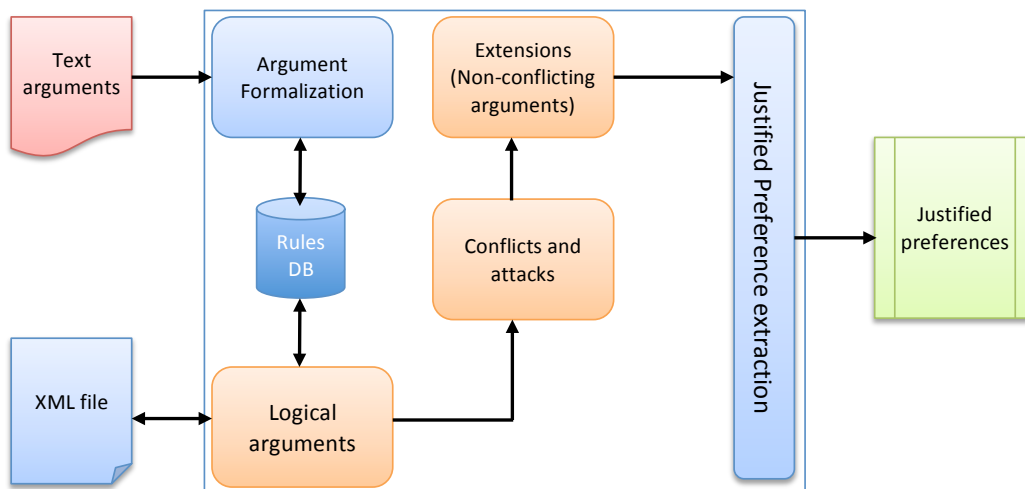 Text
arguments
Argument
Formalization
Extensions
(Non-conflicting
arguments)
Justified Preference extraction
Rules
DB
Conflicts and
attacks
Justified
preferences
XML file
Logical
arguments